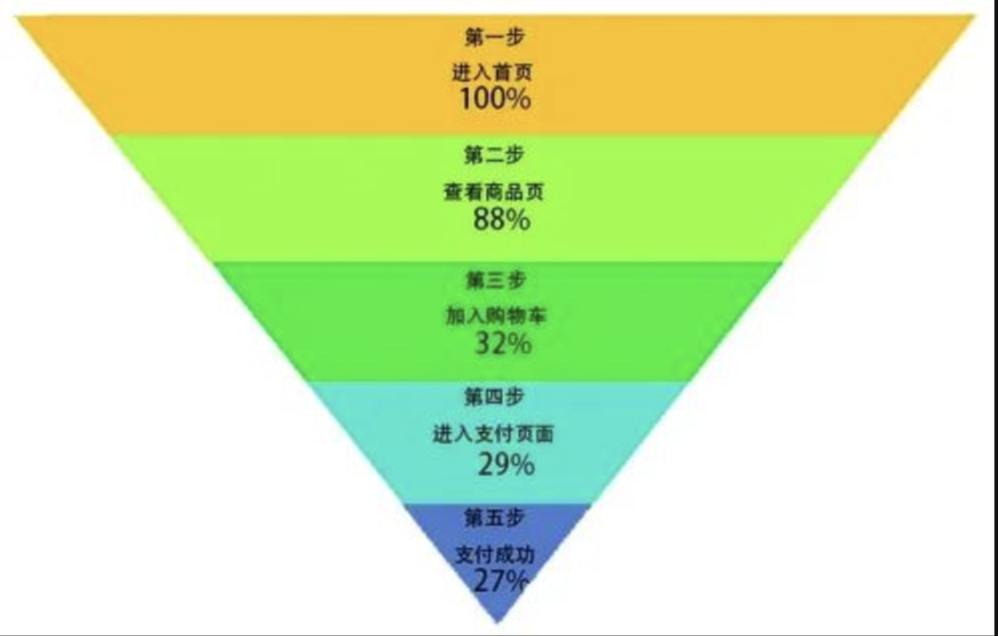 第一步
进入首页
100%
第二步
查看商品页
88%
第三步
加入购物车
32%
第四步
进入支付页面
29%
第五步
支付成功
27%